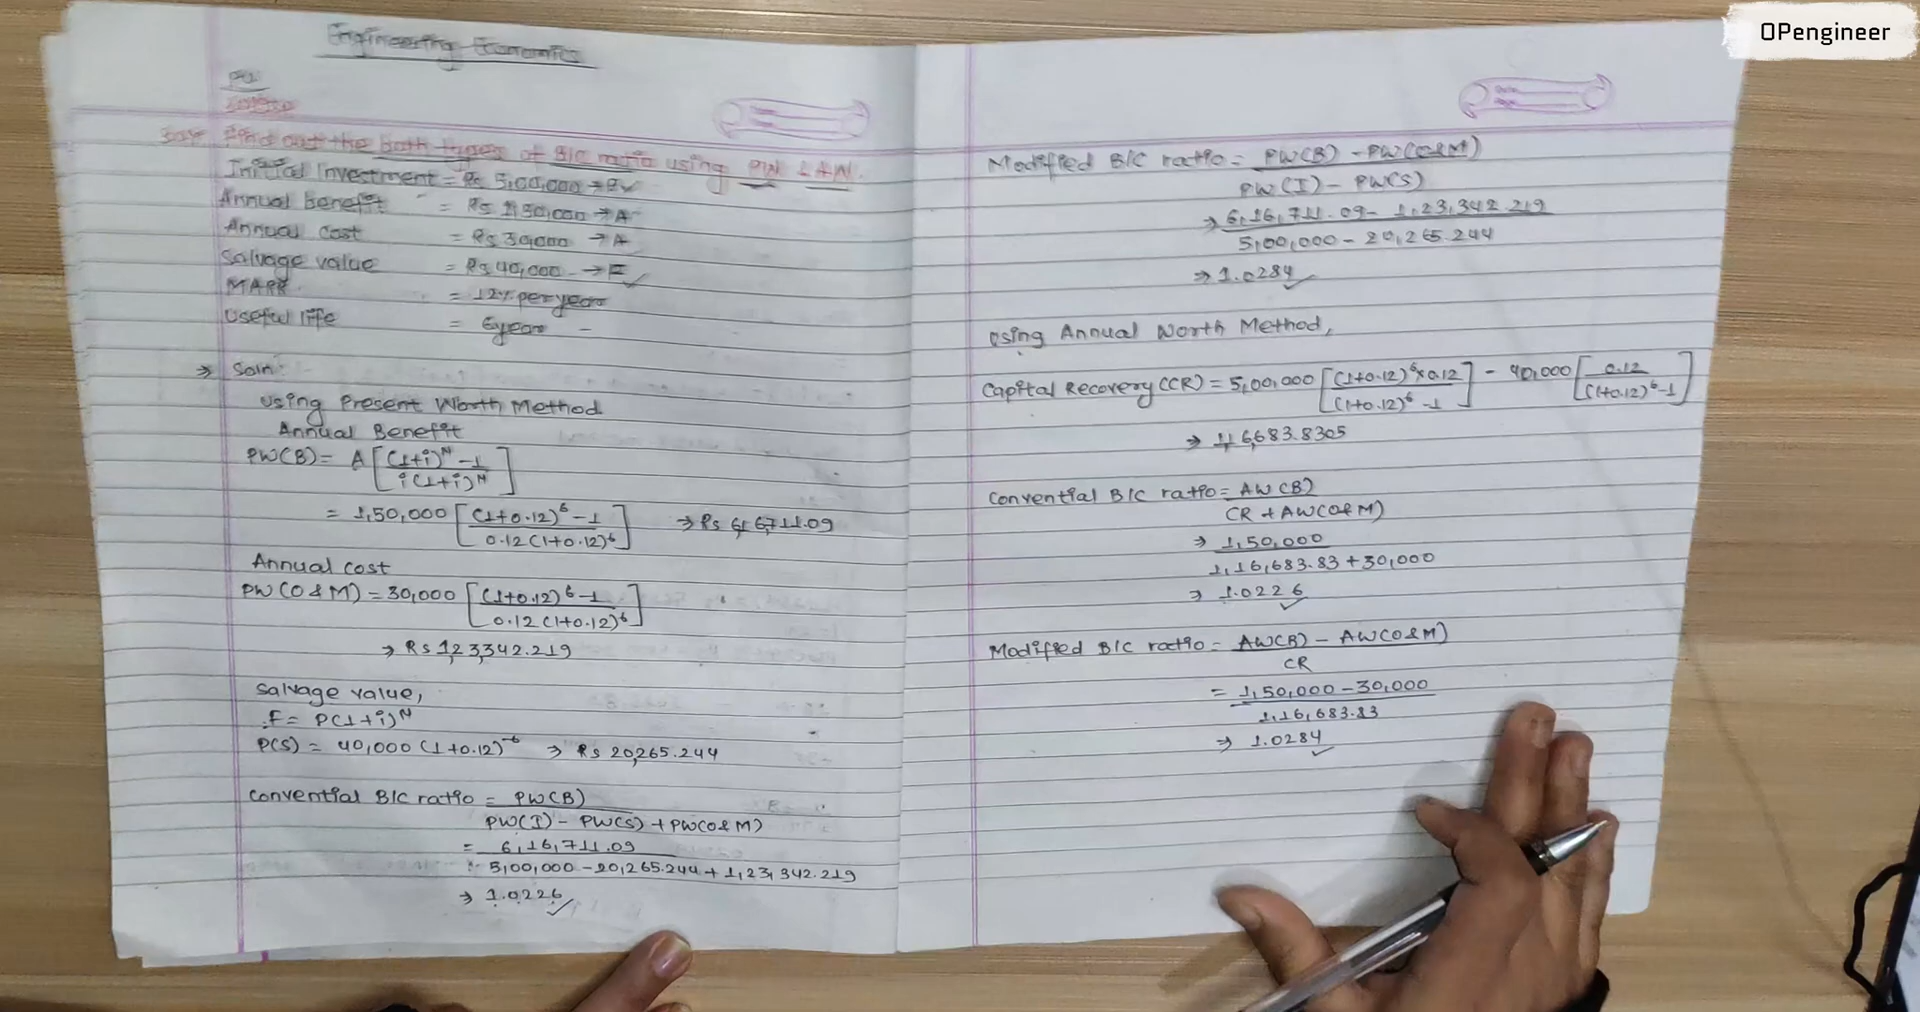 OPengineer
Engineering Economics
Find out the both types of B/C ratio using PW & AW.
Initial Investment = Rs 5,00,000 → P ✓
Annual Benefit = Rs 1,50,000 → A
Annual cost = Rs 30,000 → A
Salvage value = Rs 40,000 → F ✓
MARR = 12% per year
Useful life = 6 year
⇒ Soln:
Using Present Worth Method
Annual Benefit
PW(B) = A [ (1+i)^N - 1 / i(1+i)^N ]
= 1,50,000 [ (1+0.12)^6 - 1 / 0.12(1+0.12)^6 ] ⇒ Rs 6,16,711.09
Annual cost
PW(O&M) = 30,000 [ (1+0.12)^6 - 1 / 0.12(1+0.12)^6 ]
⇒ Rs 1,23,342.219
Salvage value,
F = P(1+i)^N
P(S) = 40,000 (1+0.12)^-6 ⇒ Rs 20,265.244
Convential B/C ratio = PW(B)
PW(I) - PW(S) + PW(O&M)
= 6,16,711.09
5,00,000 - 20,265.244 + 1,23,342.219
⇒ 1.0226 ✓
Modified B/C ratio = PW(B) - PW(O&M)
PW(I) - PW(S)
⇒ 6,16,711.09 - 1,23,342.219
5,00,000 - 20,265.244
⇒ 1.0284 ✓
Using Annual Worth Method,
Capital Recovery (CR) = 5,00,000 [ (1+0.12)^6 × 0.12 / (1+0.12)^6 - 1 ] - 40,000 [ 0.12 / (1+0.12)^6 - 1 ]
⇒ 1,16,683.8305
Convential B/C ratio = AW(B)
CR + AW(O&M)
⇒ 1,50,000
1,16,683.83 + 30,000
⇒ 1.0226 ✓
Modified B/C ratio = AW(B) - AW(O&M)
CR
= 1,50,000 - 30,000
1,16,683.83
⇒ 1.0284 ✓